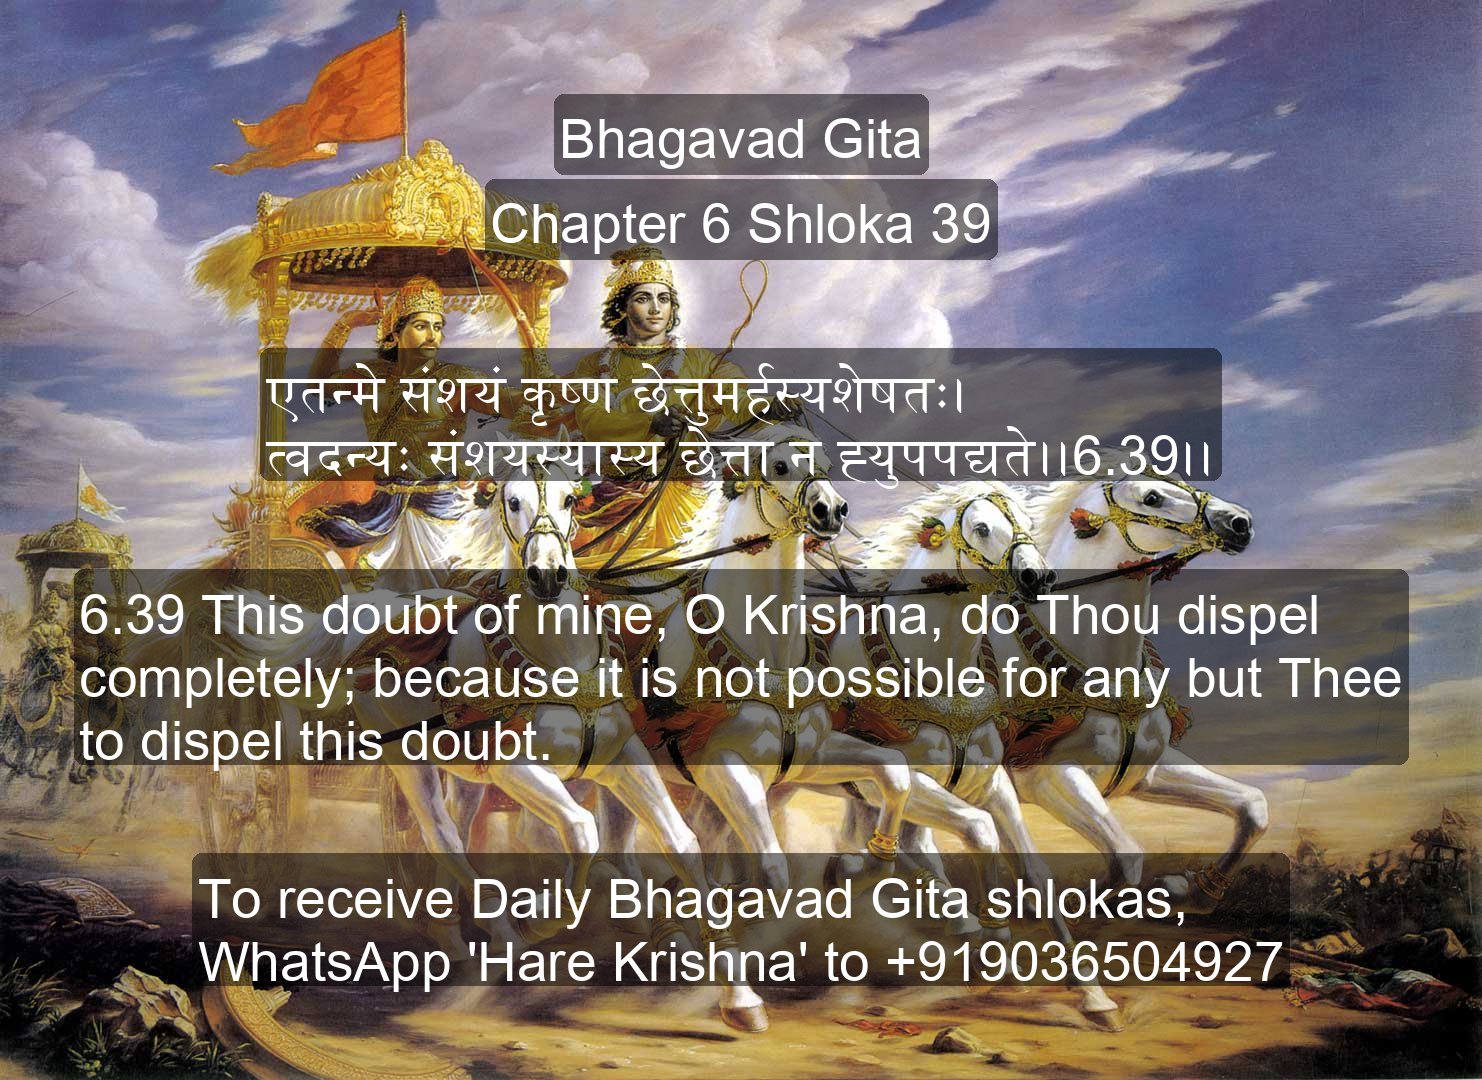 Bhagavad Gita
Chapter 6 Shloka 39
एतन्मे संशयं कृष्ण छेत्तुमर्हस्यशेषतः।
त्वदन्यः संशयस्यास्य छेत्ता न ह्युपपद्यते।।6.39।।
6.39 This doubt of mine, O Krishna, do Thou dispel
completely; because it is not possible for any but Thee
to dispel this doubt.
To receive Daily Bhagavad Gita shlokas,
WhatsApp 'Hare Krishna' to +919036504927